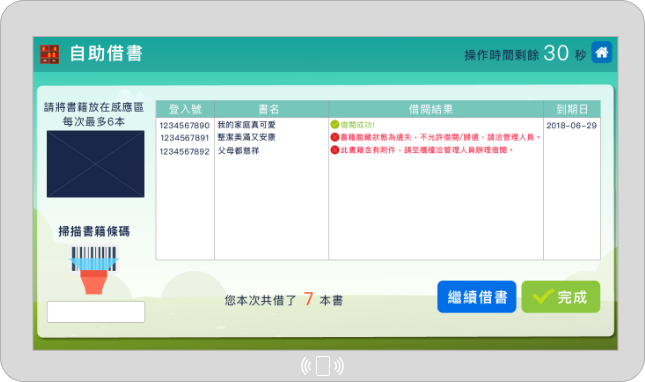 自助借書
操作時間剩餘 30 秒
請將書籍放在感應區
每次最多6本
掃描書籍條碼
登入號 書名 借閱結果 到期日
1234567890 我的家庭真可愛 借閱成功! 2018-06-29
1234567891 整潔美滿又安康 書籍館藏狀態為遺失，不允許借閱/歸還，請洽管理人員。
1234567892 父母都慈祥 此書籍含有附件，請至櫃檯洽管理人員辦理借閱。
您本次共借了 7 本書
繼續借書
完成